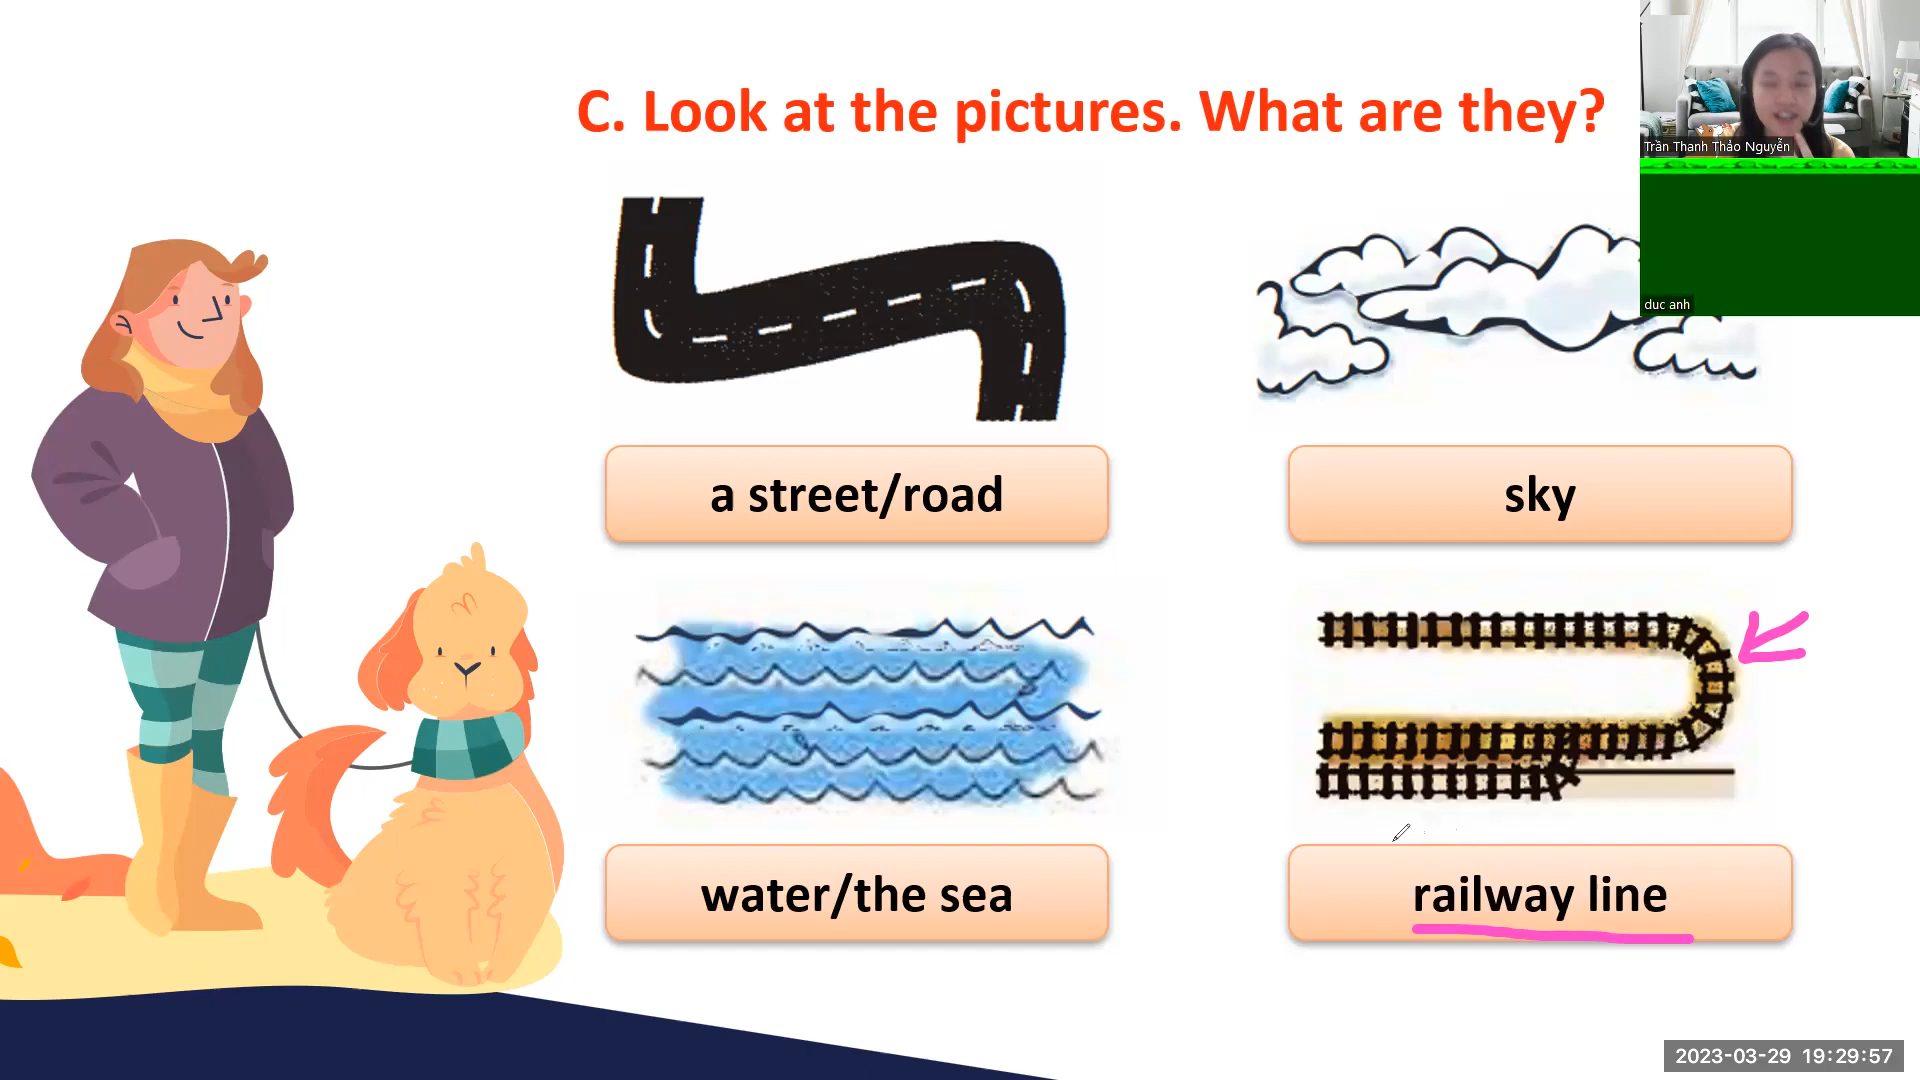 C. Look at the pictures. What are they?
Trần Thanh Thảo Nguyễn
duc anh
a street/road
sky
water/the sea
railway line
2023-03-29 19:29:57